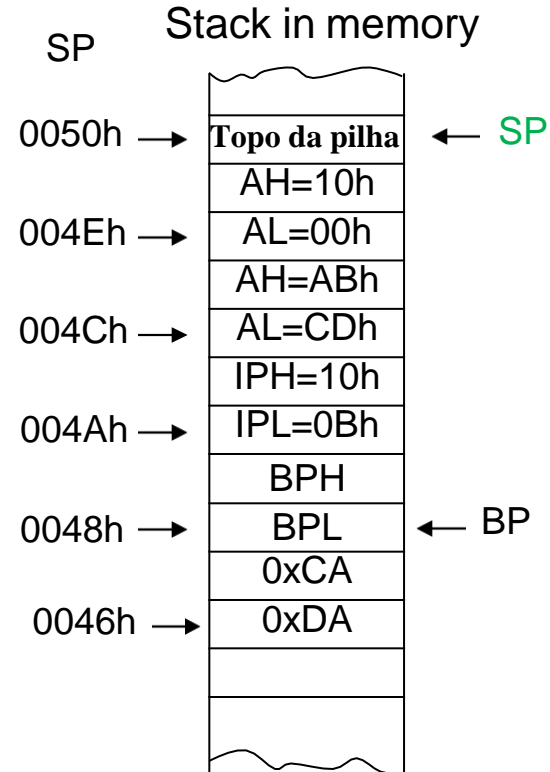 Stack in memory
SP
0050h Topo da pilha SP
AH=10h
004Eh AL=00h
AH=ABh
004Ch AL=CDh
IPH=10h
004Ah IPL=0Bh
BPH
0048h BPL BP
0xCA
0046h 0xDA